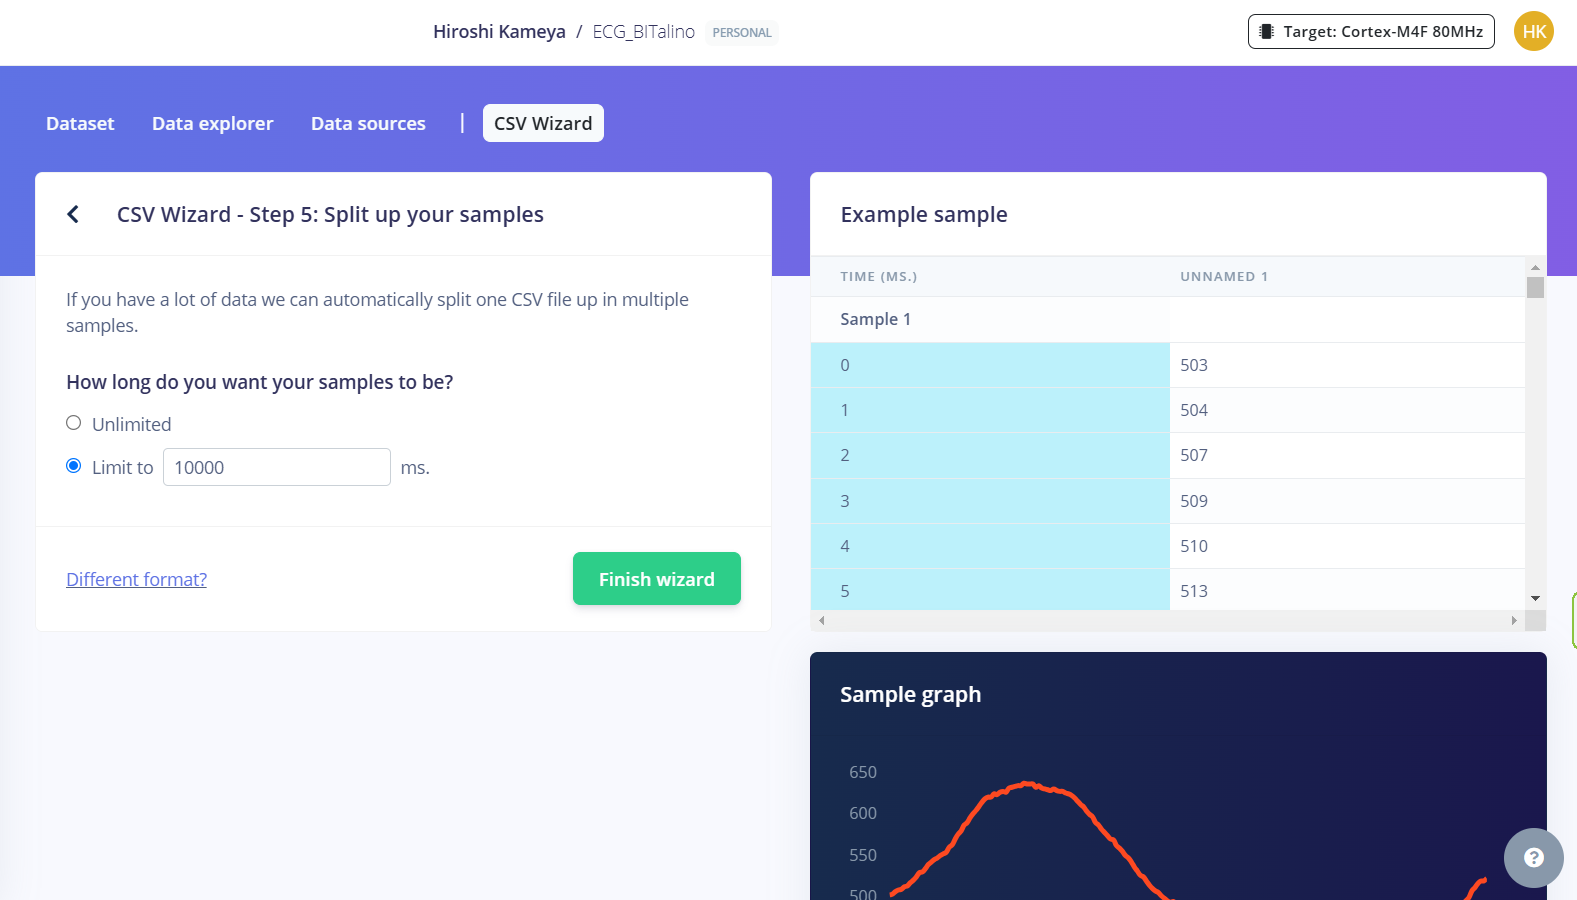 Hiroshi Kameya / ECG_BITalino PERSONAL
Target: Cortex-M4F 80MHz
HK
Dataset
Data explorer
Data sources
|
CSV Wizard
CSV Wizard - Step 5: Split up your samples
If you have a lot of data we can automatically split one CSV file up in multiple
samples.
How long do you want your samples to be?
Unlimited
Limit to 10000 ms.
Different format?
Finish wizard
Example sample
TIME (MS.) UNNAMED 1
Sample 1
0 503
1 504
2 507
3 509
4 510
5 513
Sample graph
650
600
550
500
?